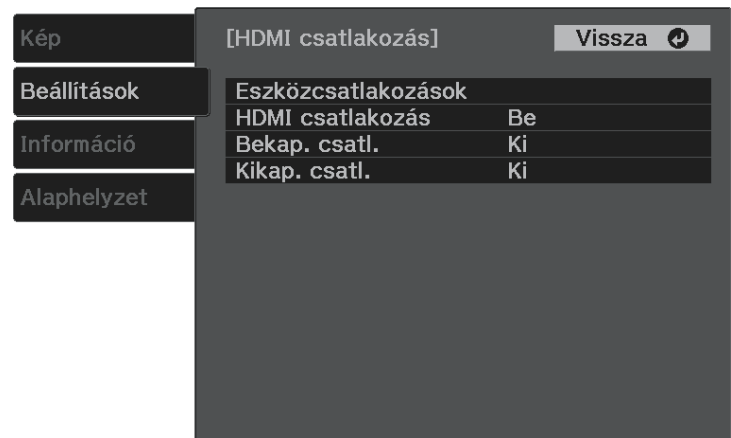 Kép
Beállítások
Információ
Alaphelyzet
[HDMI csatlakozás]
Vissza
Eszközcsatlakozások
HDMI csatlakozás Be
Bekap. csatl. Ki
Kikap. csatl. Ki